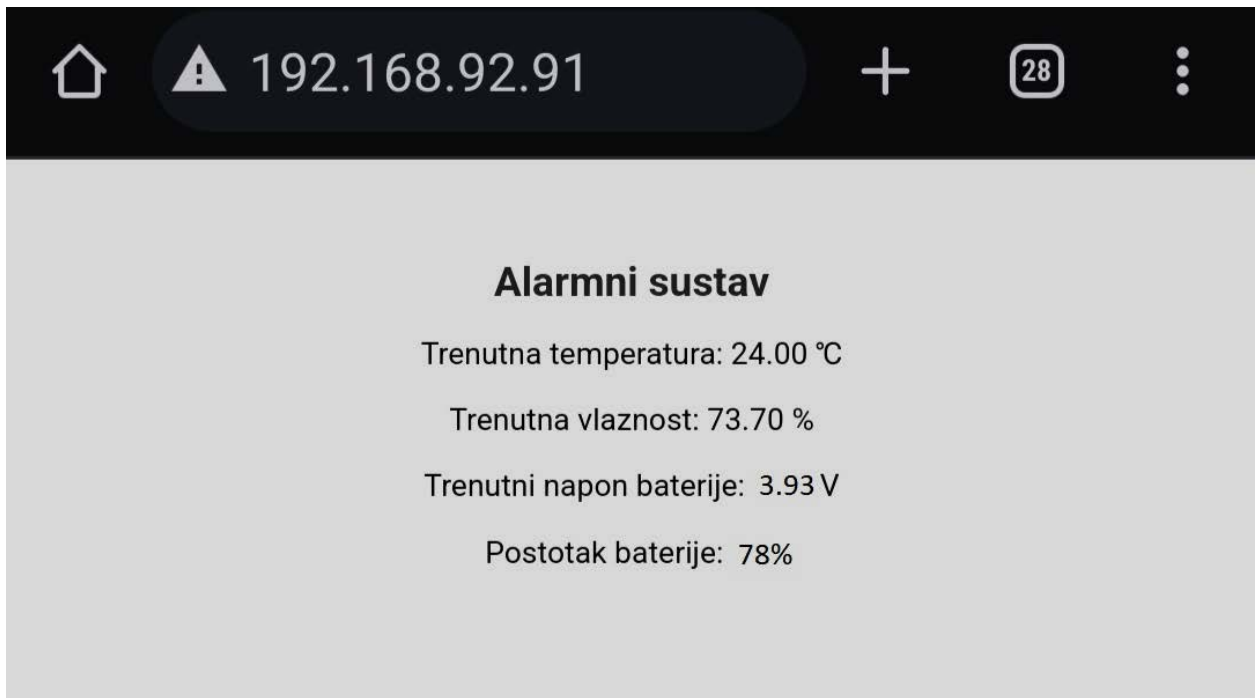 192.168.92.91
28
Alarmni sustav
Trenutna temperatura: 24.00 °C
Trenutna vlaznost: 73.70 %
Trenutni napon baterije: 3.93 V
Postotak baterije: 78%